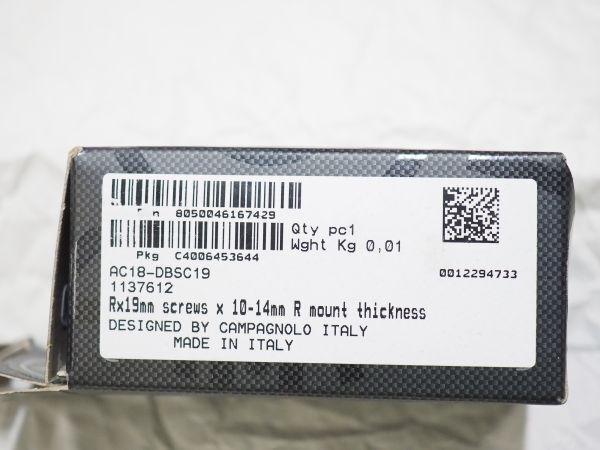 8050046167429
Qty pc1
Wght Kg 0,01
Pkg C4006453644
AC18-DBSC19
1137612
0012294733
Rx19mm screws x 10-14mm R mount thickness
DESIGNED BY CAMPAGNOLO ITALY
MADE IN ITALY